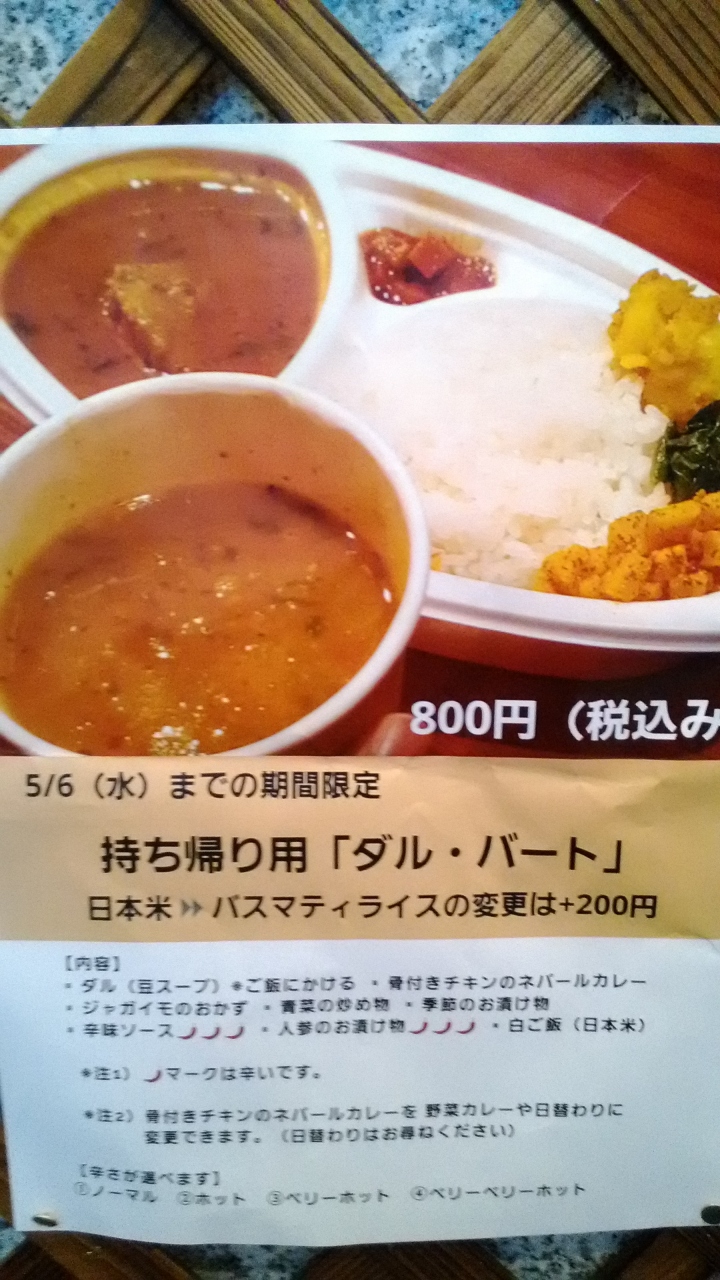 800円（税込み
5/6（水）までの期間限定
持ち帰り用「ダル・バート」
日本米 ▶▶ バスマティライスの変更は+200円
【内容】
・ダル（豆スープ）※ご飯にかける ・骨付きチキンのネパールカレー
・ジャガイモのおかず ・青菜の炒め物 ・季節のお漬け物
・辛味ソース🌶🌶🌶 ・人参のお漬け物🌶🌶🌶 ・白ご飯（日本米）
※注1）🌶マークは辛いです。
※注2）骨付きチキンのネパールカレーを 野菜カレーや日替わりに
変更できます。（日替わりはお尋ねください）
【辛さが選べます】
①ノーマル ②ホット ③ベリーホット ④ベリーベリーホット